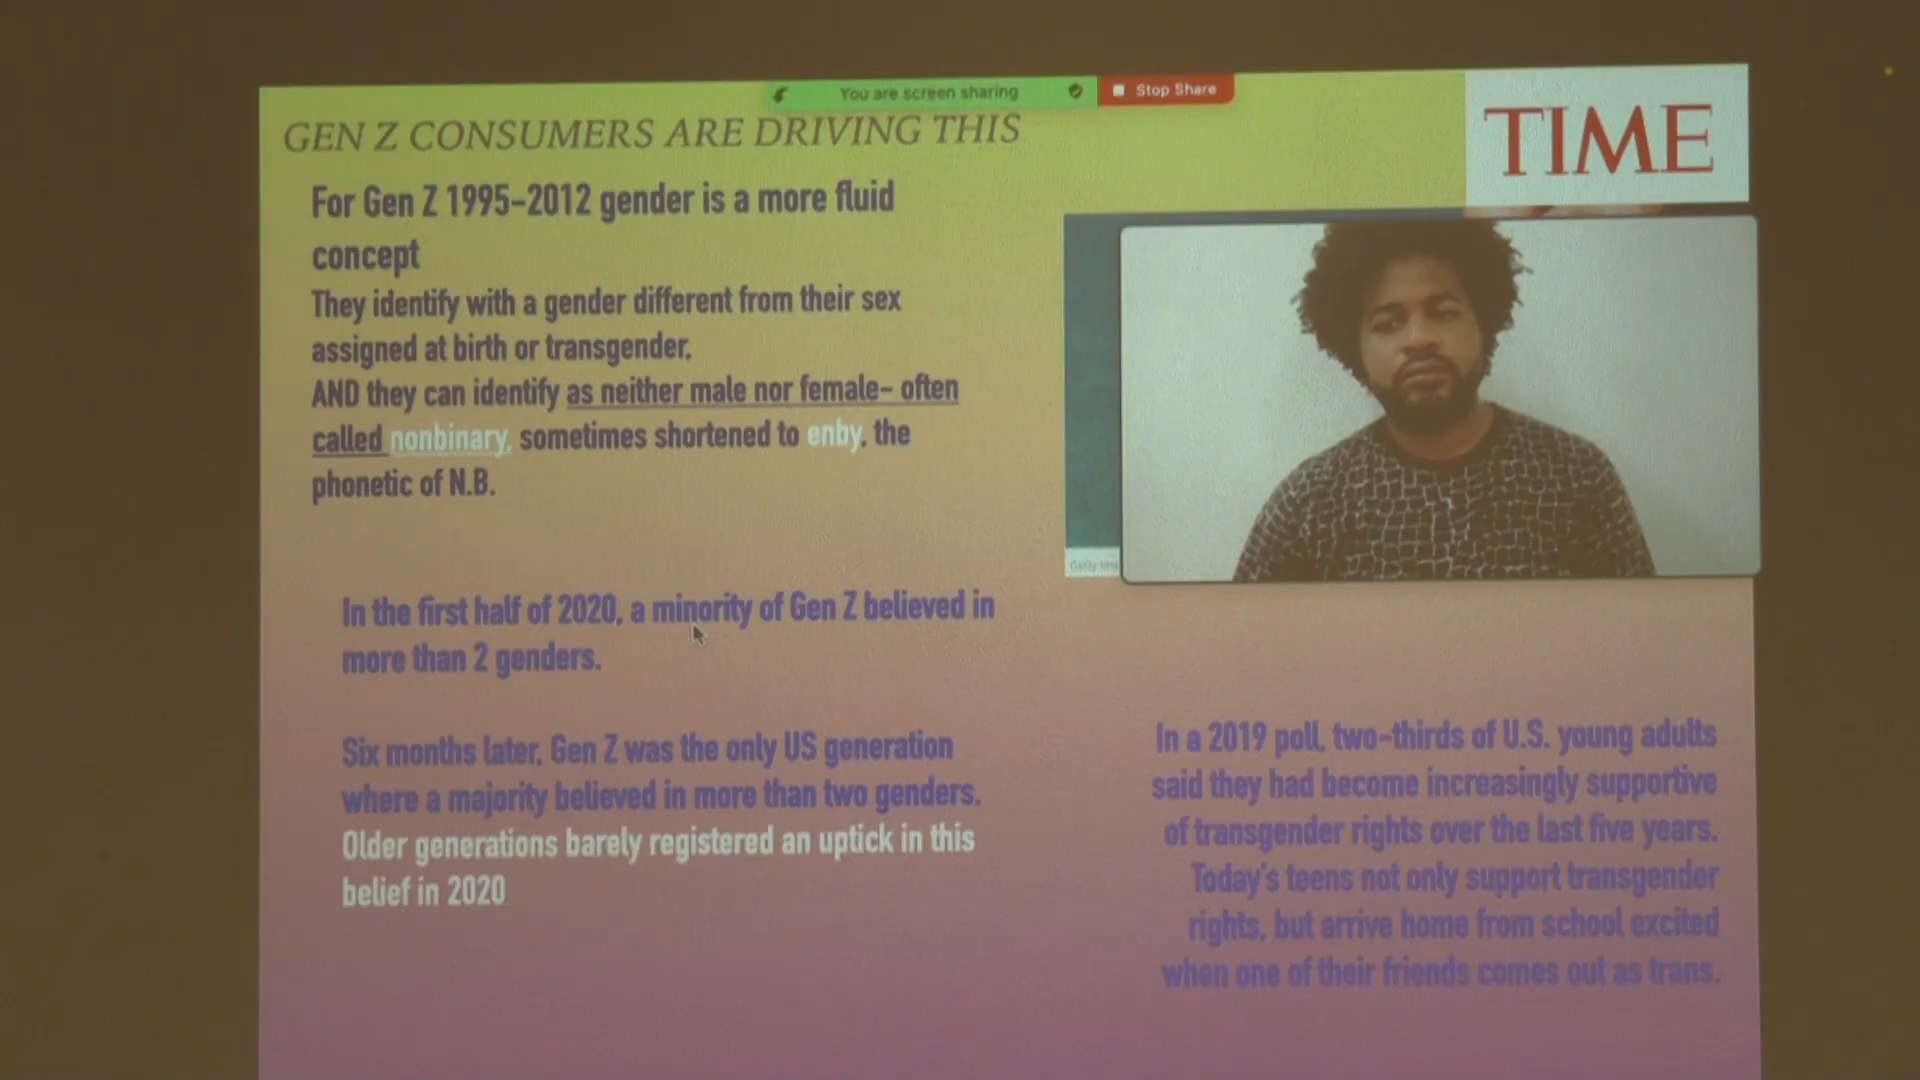 You are screen sharing
Stop Share
GEN Z CONSUMERS ARE DRIVING THIS
TIME
For Gen Z 1995-2012 gender is a more fluid
concept
They identify with a gender different from their sex
assigned at birth or transgender.
AND they can identify as neither male nor female- often
called nonbinary, sometimes shortened to enby, the
phonetic of N.B.
In the first half of 2020, a minority of Gen Z believed in
more than 2 genders.
Six months later, Gen Z was the only US generation
where a majority believed in more than two genders.
Older generations barely registered an uptick in this
belief in 2020
In a 2019 poll, two-thirds of U.S. young adults
said they had become increasingly supportive
of transgender rights over the last five years.
Today's teens not only support transgender
rights, but arrive home from school excited
when one of their friends comes out as trans.